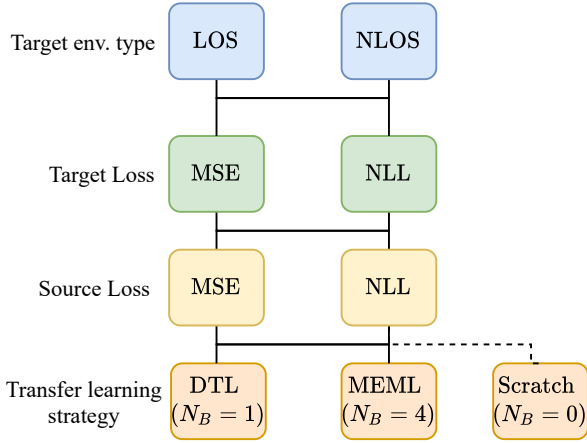 Target env. type
LOS
NLOS
Target Loss
MSE
NLL
Source Loss
MSE
NLL
Transfer learning
strategy
DTL
(N_B = 1)
MEML
(N_B = 4)
Scratch
(N_B = 0)